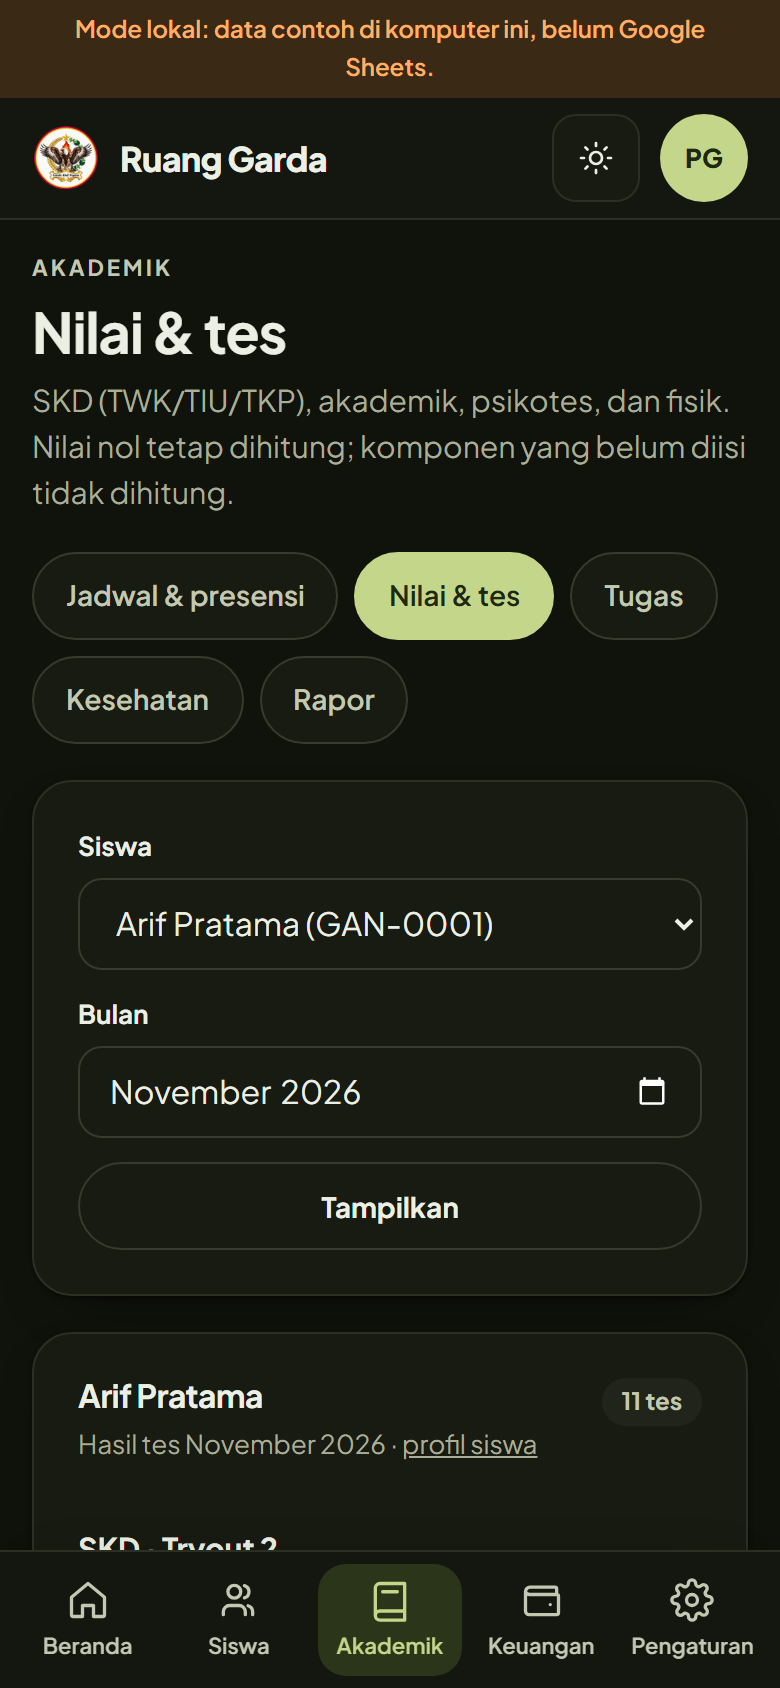 Mode lokal: data contoh di komputer ini, belum Google
Sheets.
Ruang Garda
PG
AKADEMIK
Nilai & tes
SKD (TWK/TIU/TKP), akademik, psikotes, dan fisik.
Nilai nol tetap dihitung; komponen yang belum diisi
tidak dihitung.
Jadwal & presensi
Nilai & tes
Tugas
Kesehatan
Rapor
Siswa
Arif Pratama (GAN-0001)
Bulan
November 2026
Tampilkan
Arif Pratama
11 tes
Hasil tes November 2026 · profil siswa
SKD · Tryout 2
Beranda
Siswa
Akademik
Keuangan
Pengaturan